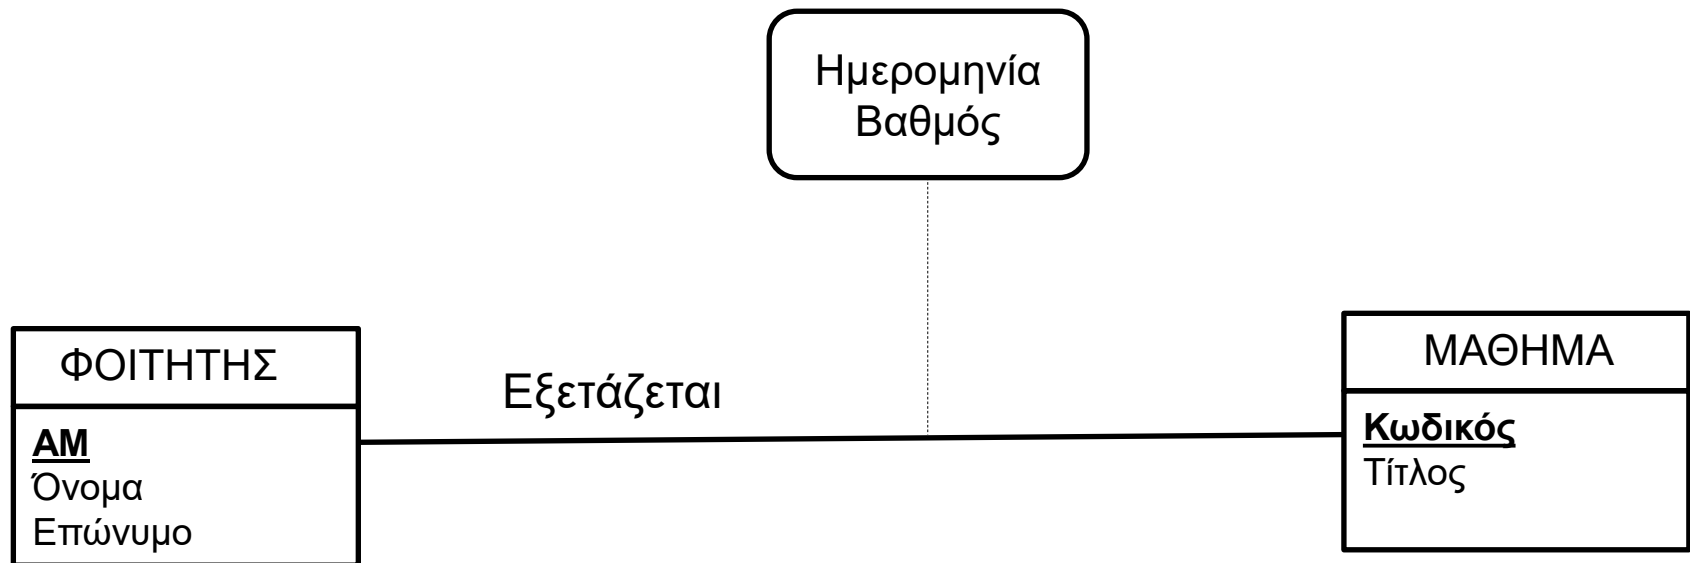 Ημερομηνία
Βαθμός
ΦΟΙΤΗΤΗΣ
ΑΜ
Όνομα
Επώνυμο
Εξετάζεται
ΜΑΘΗΜΑ
Κωδικός
Τίτλος